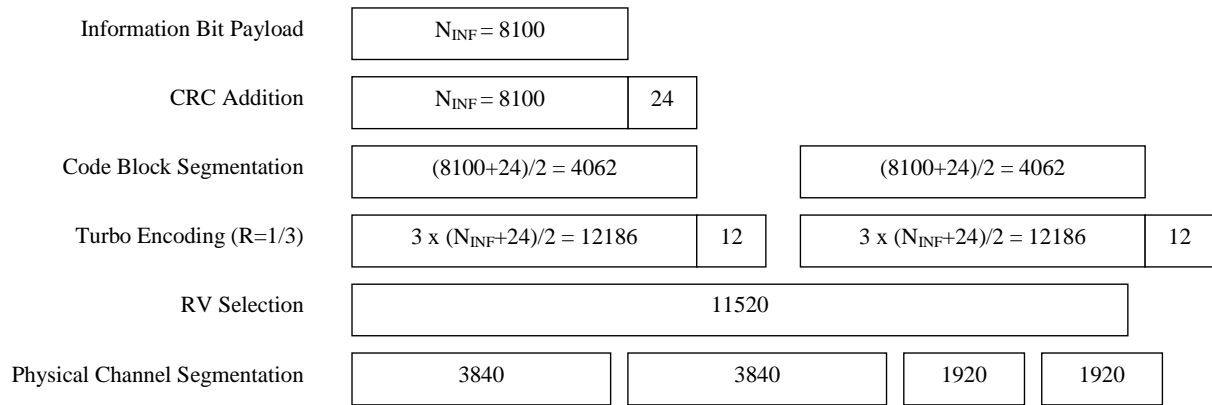 Information Bit Payload N_INF = 8100
CRC Addition N_INF = 8100 24
Code Block Segmentation (8100+24)/2 = 4062 (8100+24)/2 = 4062
Turbo Encoding (R=1/3) 3 x (N_INF+24)/2 = 12186 12 3 x (N_INF+24)/2 = 12186 12
RV Selection 11520
Physical Channel Segmentation 3840 3840 1920 1920